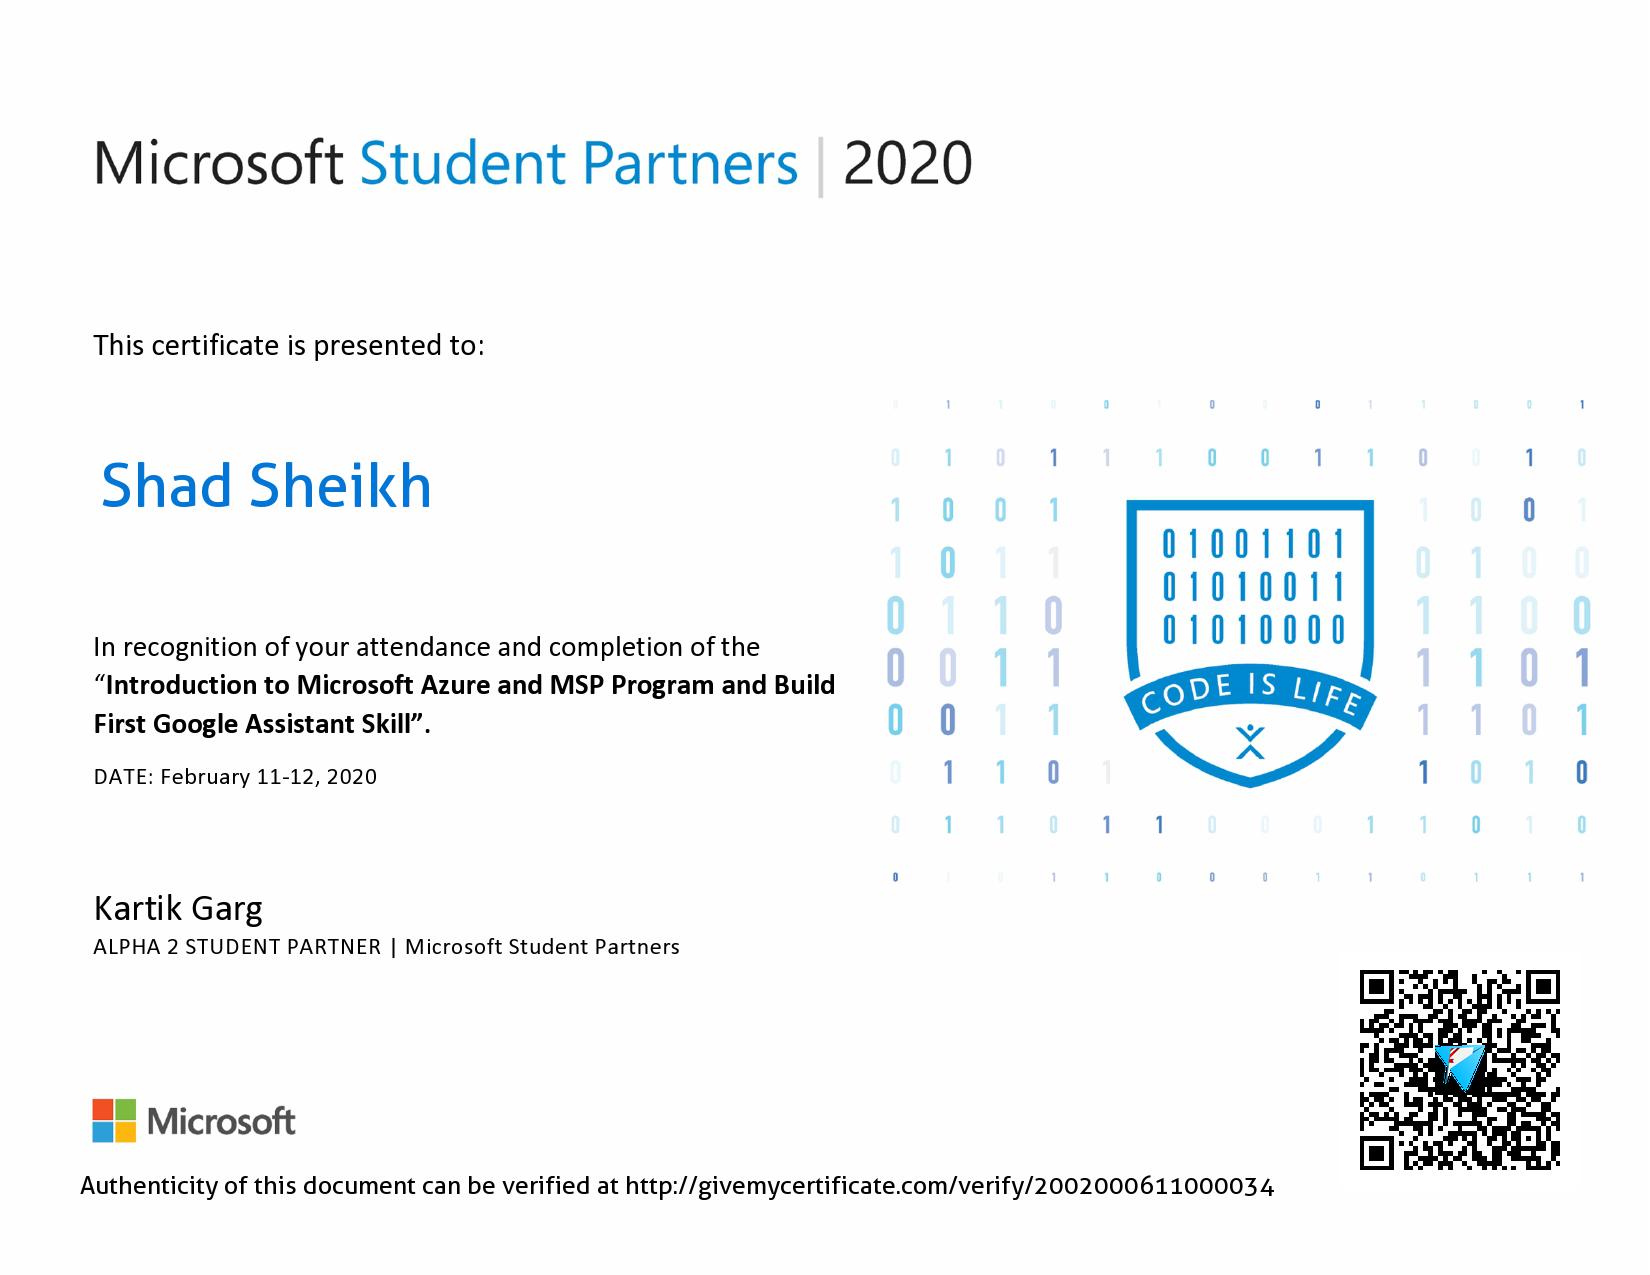 Microsoft Student Partners | 2020
This certificate is presented to:
Shad Sheikh
In recognition of your attendance and completion of the
“Introduction to Microsoft Azure and MSP Program and Build
First Google Assistant Skill”.
DATE: February 11-12, 2020
01001101
01010011
01010000
CODE IS LIFE
Kartik Garg
ALPHA 2 STUDENT PARTNER | Microsoft Student Partners
Microsoft
Authenticity of this document can be verified at http://givemycertificate.com/verify/2002000611000034